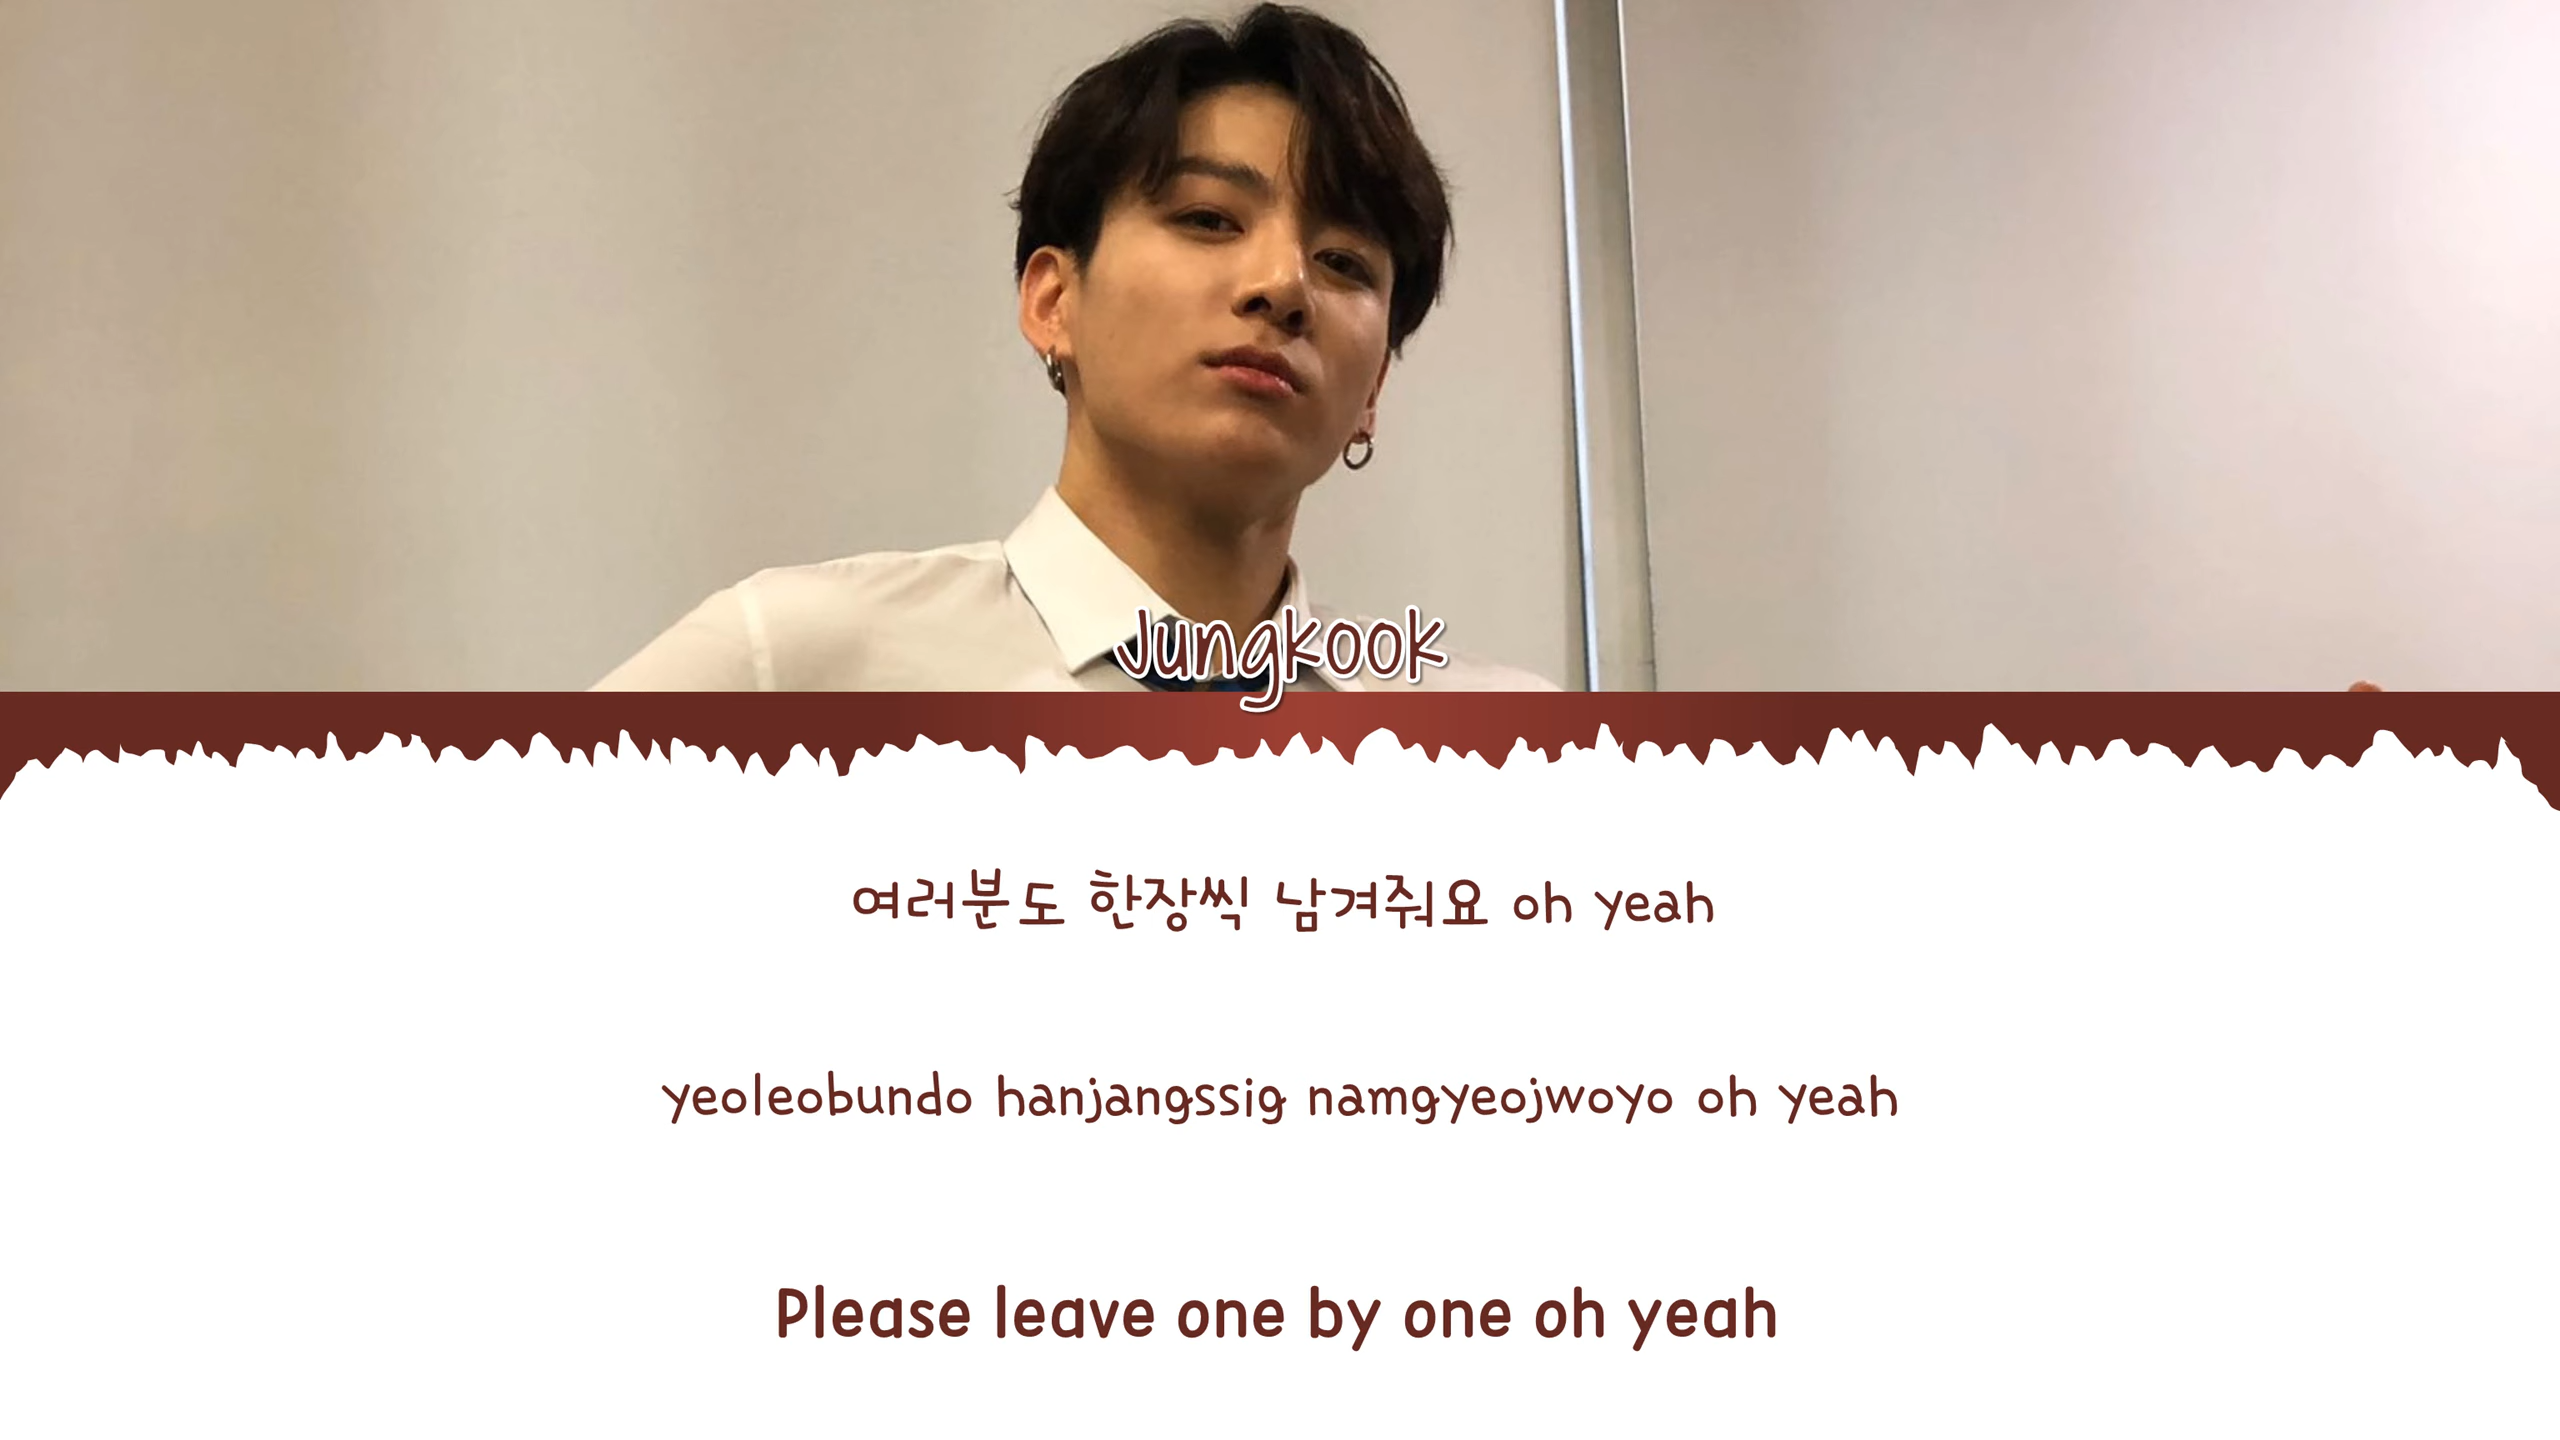 Jungkook
여러분도 한장씩 남겨줘요 oh yeah
yeoleobundo hanjangssig namgyeojwoyo oh yeah
Please leave one by one oh yeah